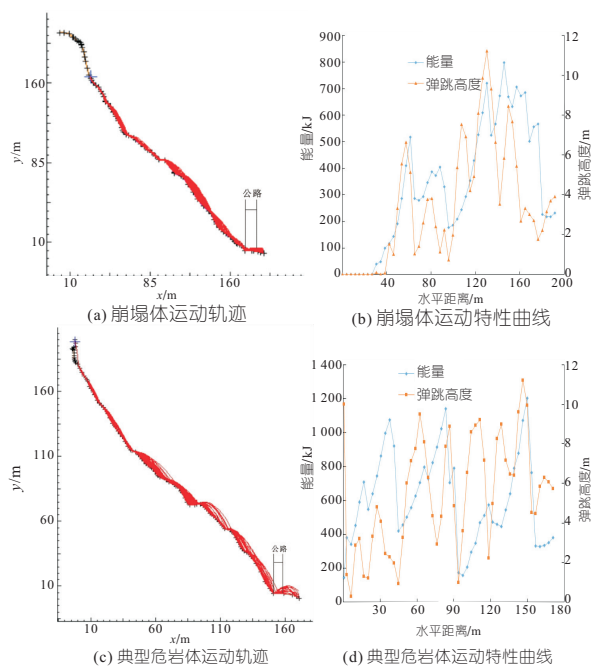 160
85
10
y/m
公路
10
85
160
x/m
(a) 崩塌体运动轨迹
900
800
700
600
500
400
300
200
100
0
能量/kJ
能量
弹跳高度
12
10
8
6
4
2
0
弹跳高度/m
0
40
80
120
160
200
水平距离/m
(b) 崩塌体运动特性曲线
160
110
60
10
y/m
公路
10
60
110
160
x/m
(c) 典型危岩体运动轨迹
1 400
1 200
1 000
800
600
400
200
0
能量/kJ
能量
弹跳高度
12
10
8
6
4
2
0
弹跳高度/m
30
60
90
120
150
180
水平距离/m
(d) 典型危岩体运动特性曲线